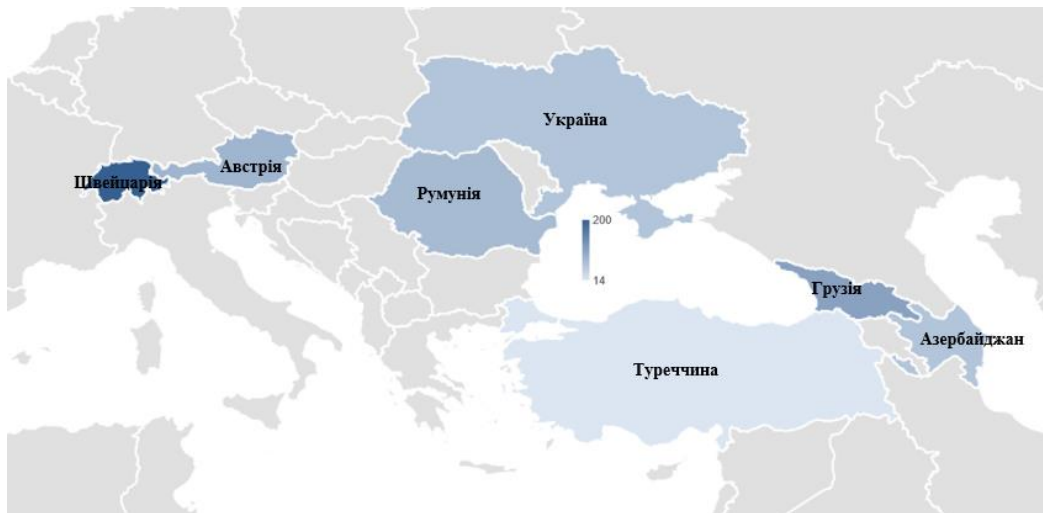 Україна
Австрія
Швейцарія
Румунія
200
14
Грузія
Азербайджан
Туреччина